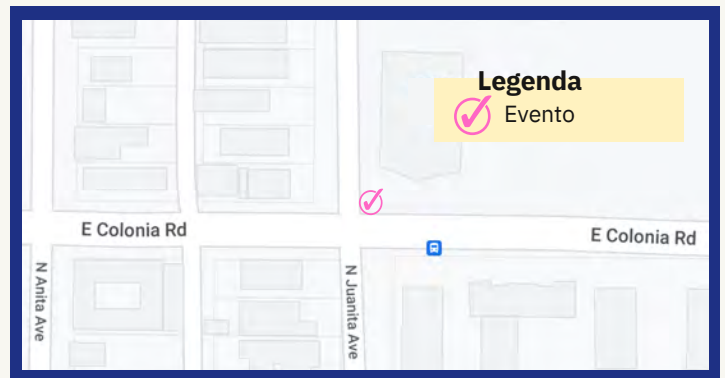 Legenda
Evento
E Colonia Rd
E Colonia Rd
N Anita Ave
N Juanita Ave